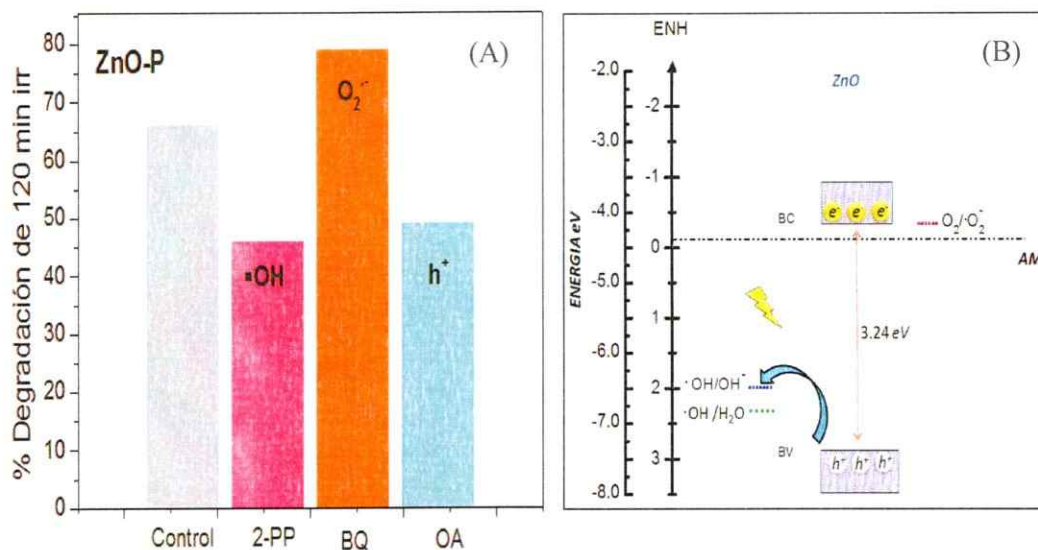 ZnO-P
(A)
% Degradación de 120 min irr
80
70
60
50
40
30
20
10
0
▪OH
O₂·⁻
h⁺
Control
2-PP
BQ
OA
(B)
ENH
ZnO
ENERGIA eV
-2.0
-3.0
-4.0
-5.0
-6.0
-7.0
-8.0
-2
-1
0
1
2
3
BC
e⁻ e⁻ e⁻
O₂/·O₂⁻
AM
3.24 eV
·OH/OH⁻
·OH/H₂O
BV
h⁺ h⁺ h⁺